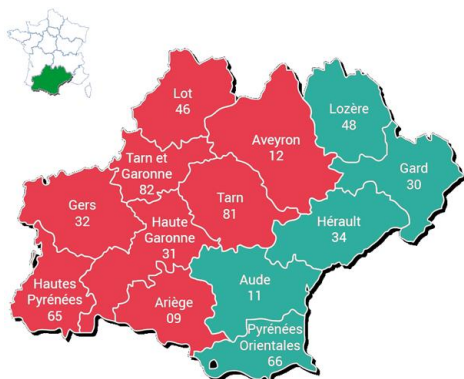 Lot
46
Lozère
48
Aveyron
12
Tarn et
Garonne
82
Gard
30
Tarn
81
Gers
32
Hérault
34
Haute
Garonne
31
Aude
11
Hautes
Pyrénées
65
Ariège
09
Pyrénées
Orientales
66